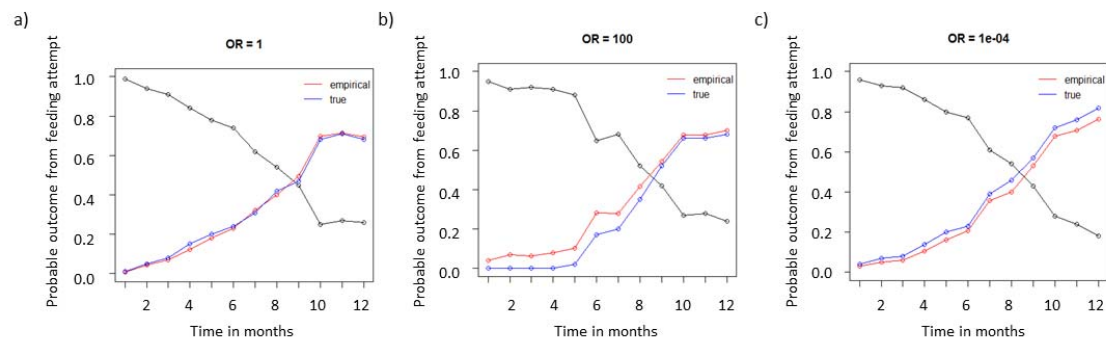 a)
OR = 1
Probable outcome from feeding attempt
1.0
0.8
0.6
0.4
0.2
0.0
empirical
true
2 4 6 8 10 12
Time in months
b)
OR = 100
Probable outcome from feeding attempt
1.0
0.8
0.6
0.4
0.2
0.0
empirical
true
2 4 6 8 10 12
Time in months
c)
OR = 1e-04
Probable outcome from feeding attempt
1.0
0.8
0.6
0.4
0.2
0.0
empirical
true
2 4 6 8 10 12
Time in months